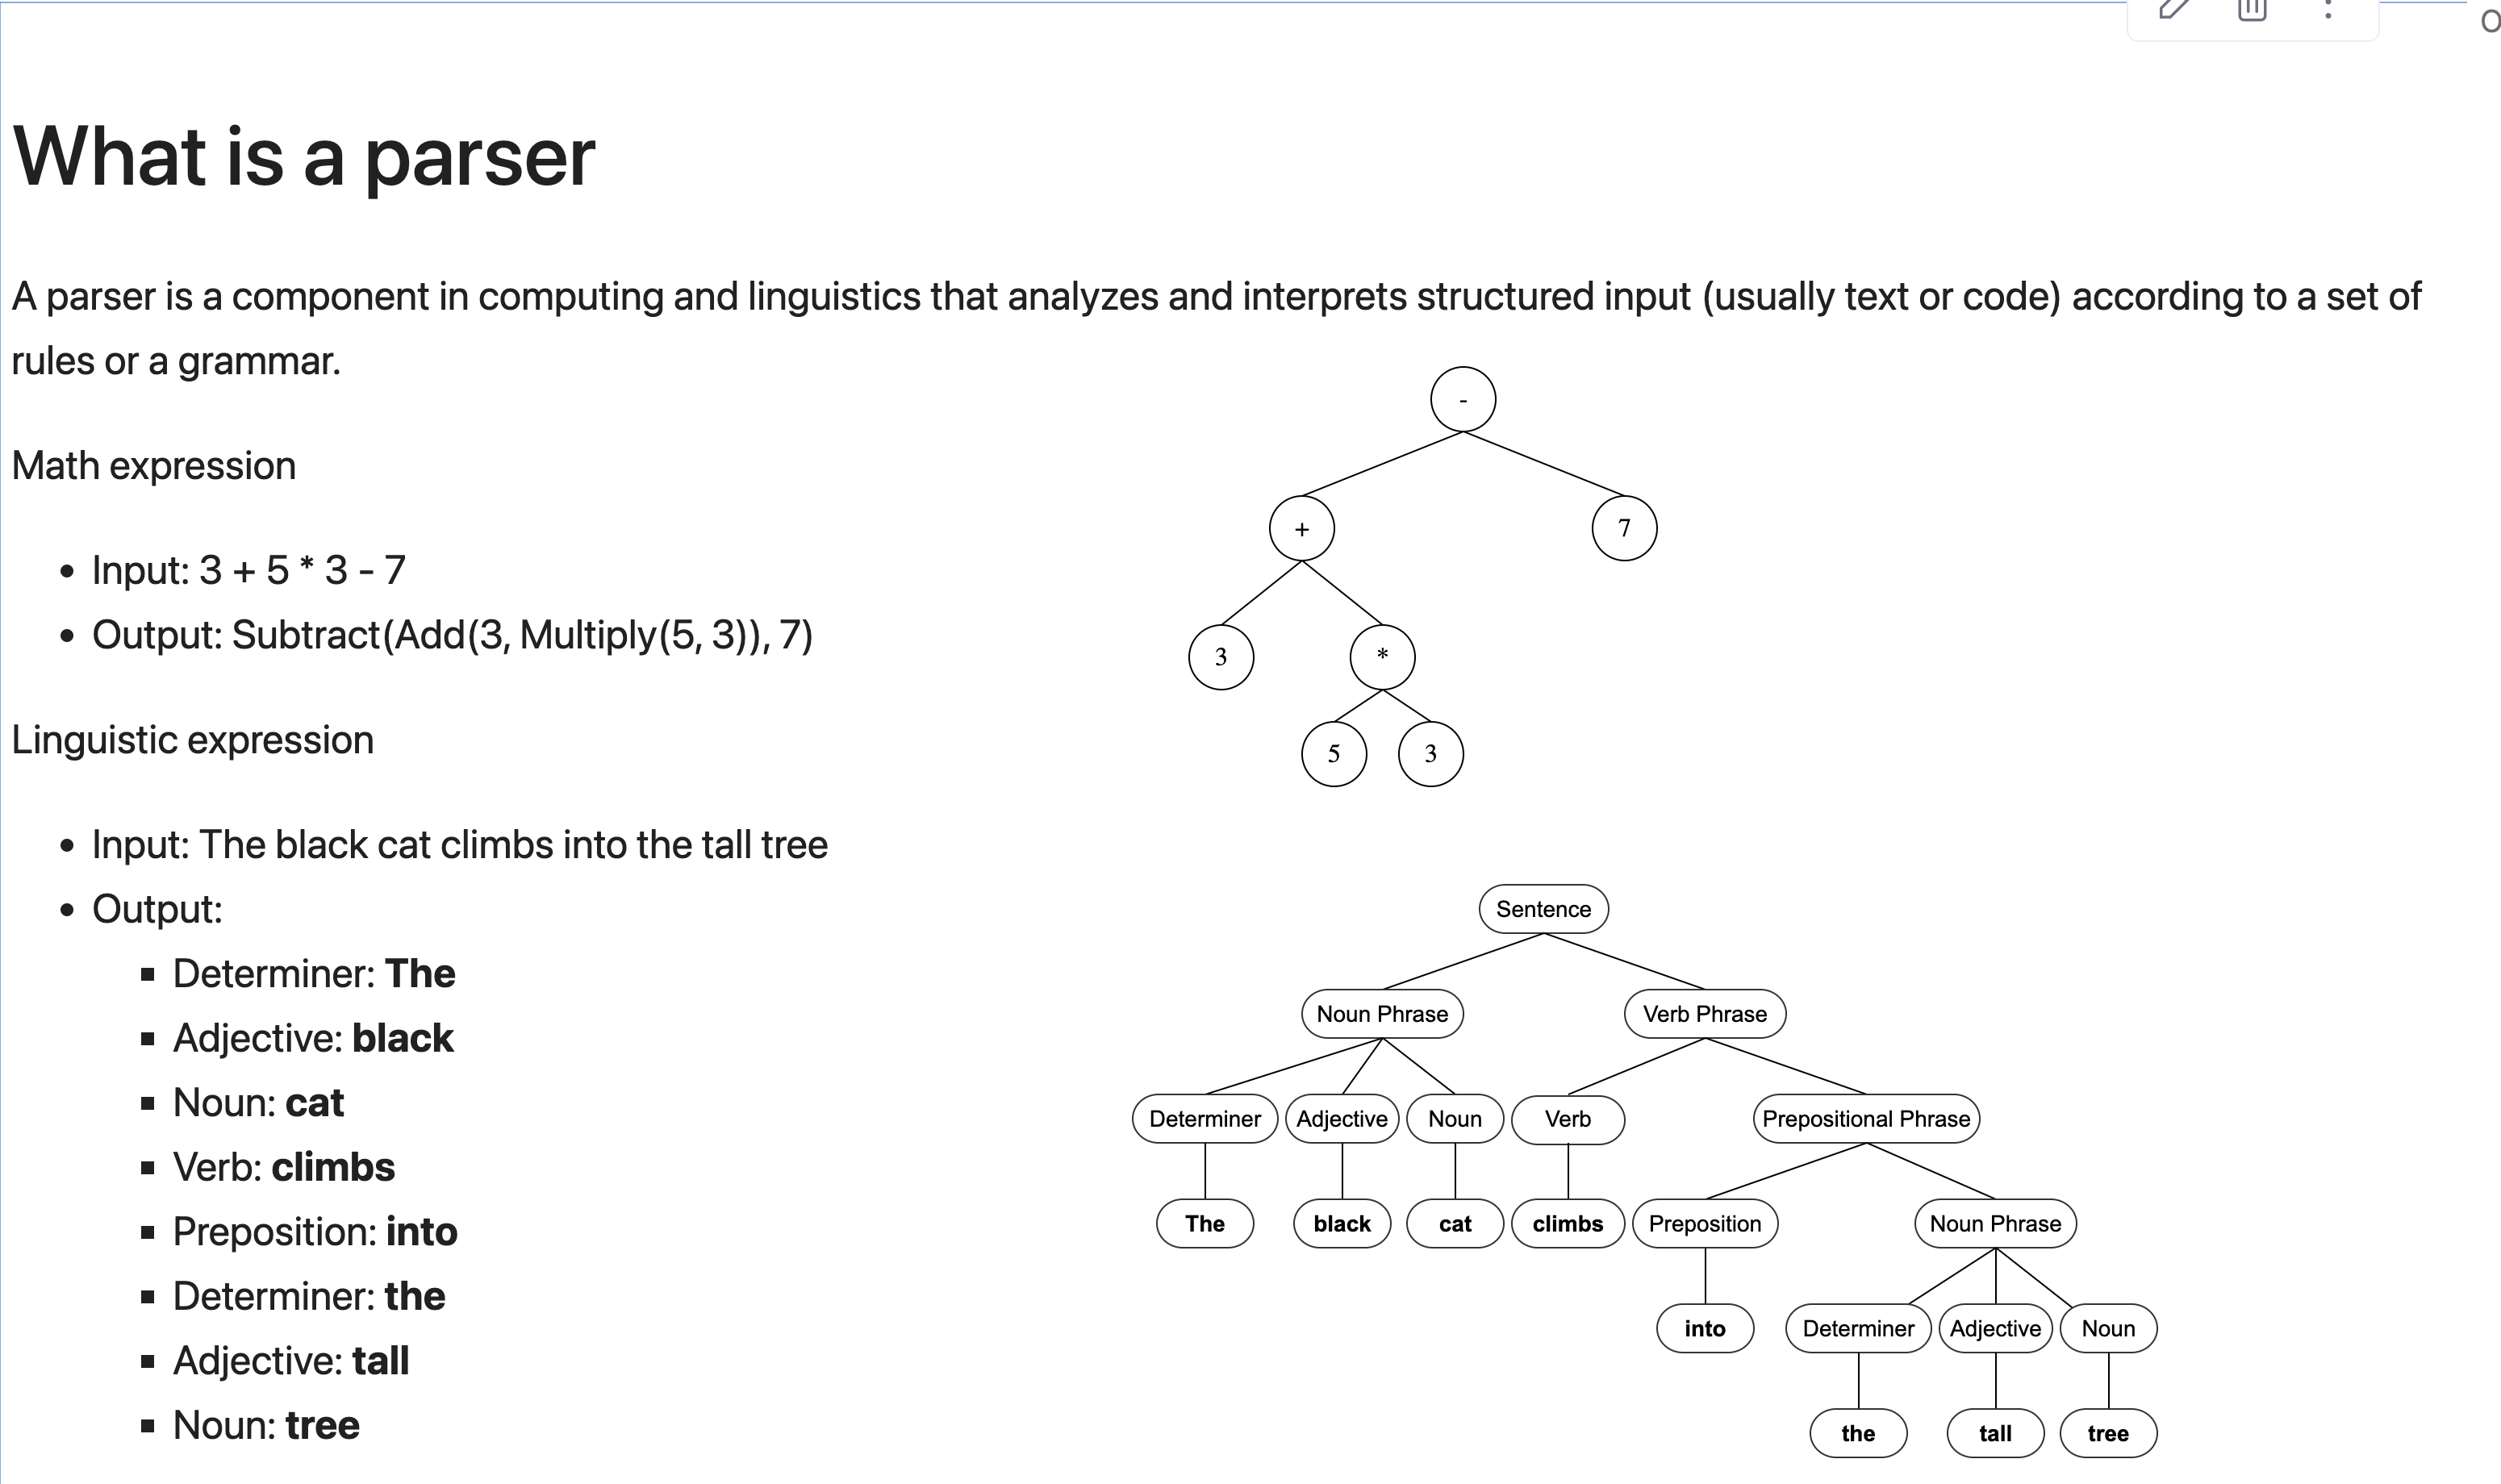 What is a parser
A parser is a component in computing and linguistics that analyzes and interprets structured input (usually text or code) according to a set of
rules or a grammar.
Math expression
Input: 3 + 5 * 3 - 7
Output: Subtract(Add(3, Multiply(5, 3)), 7)
Linguistic expression
Input: The black cat climbs into the tall tree
Output:
Determiner: The
Adjective: black
Noun: cat
Verb: climbs
Preposition: into
Determiner: the
Adjective: tall
Noun: tree
-
+ 7
3 *
5 3
Sentence
Noun Phrase Verb Phrase
Determiner Adjective Noun Verb Prepositional Phrase
The black cat climbs Preposition Noun Phrase
into Determiner Adjective Noun
the tall tree